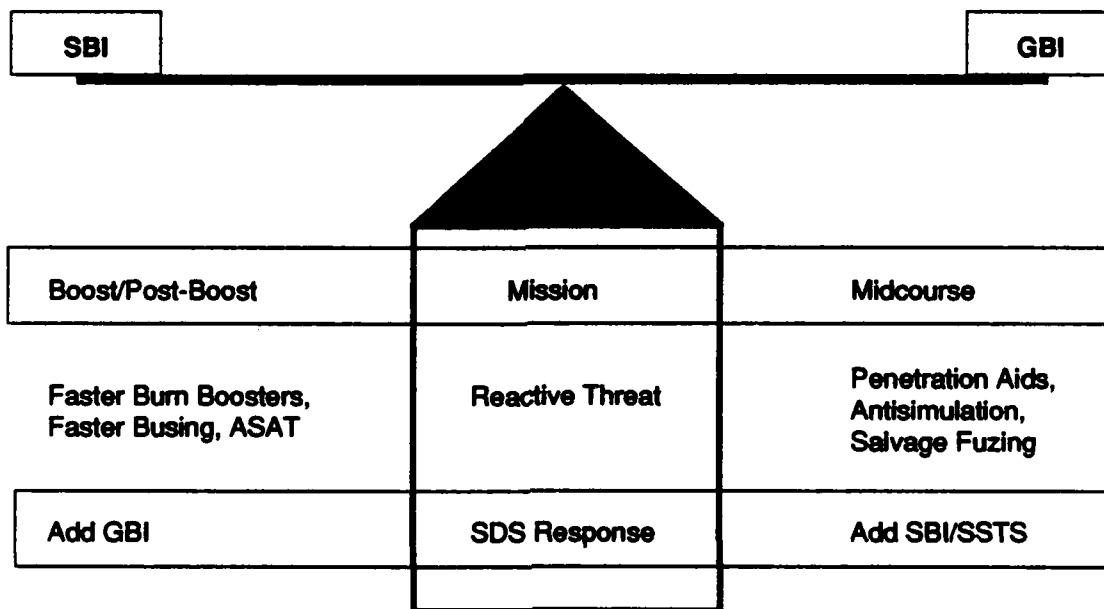 SBI
GBI
Boost/Post-Boost
Mission
Midcourse
Faster Burn Boosters,
Faster Busing, ASAT
Reactive Threat
Penetration Aids,
Antisimulation,
Salvage Fuzing
Add GBI
SDS Response
Add SBI/SSTS